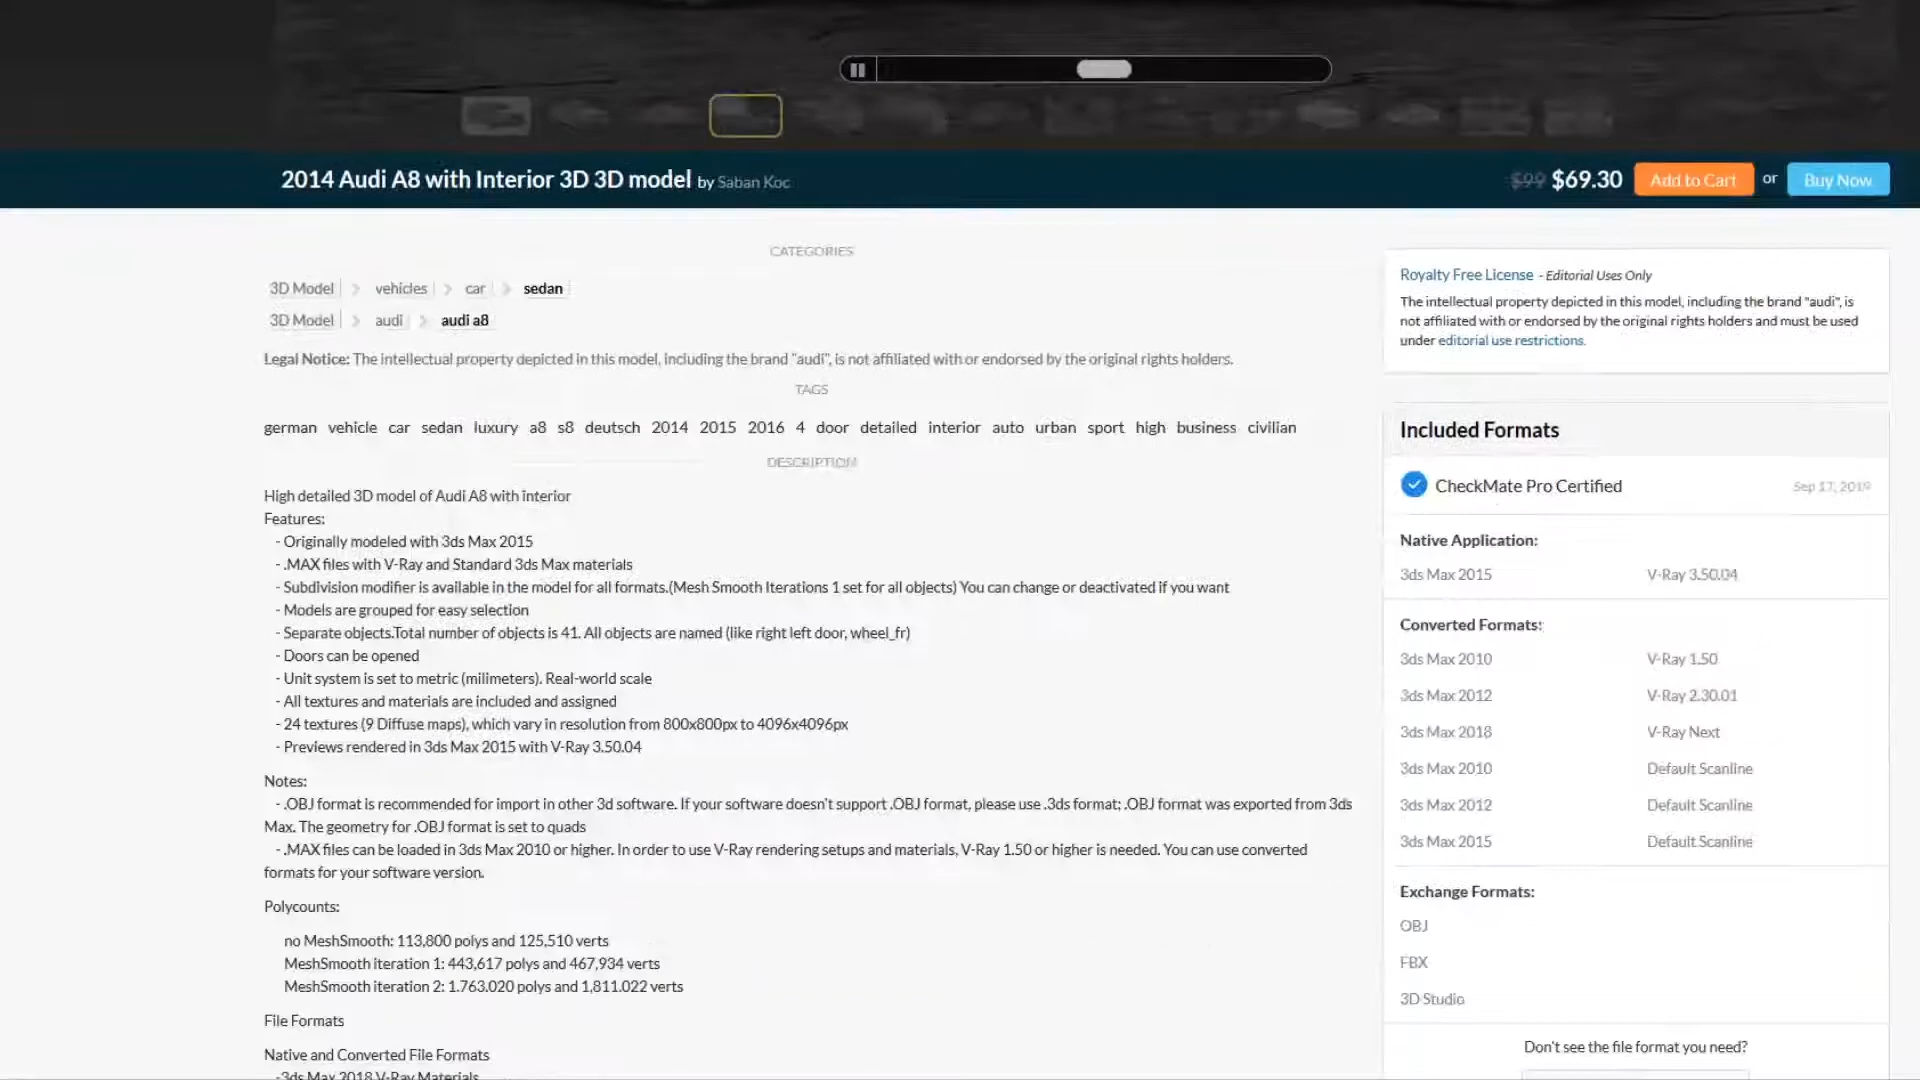 2014 Audi A8 with Interior 3D 3D model by Saban Koc
$99 $69.30 Add to Cart or Buy Now
CATEGORIES
3D Model vehicles car sedan
3D Model audi audi a8
Legal Notice: The intellectual property depicted in this model, including the brand "audi", is not affiliated with or endorsed by the original rights holders.
TAGS
german vehicle car sedan luxury a8 s8 deutsch 2014 2015 2016 4 door detailed interior auto urban sport high business civilian
DESCRIPTION
High detailed 3D model of Audi A8 with interior
Features:
- Originally modeled with 3ds Max 2015
- .MAX files with V-Ray and Standard 3ds Max materials
- Subdivision modifier is available in the model for all formats.(Mesh Smooth Iterations 1 set for all objects) You can change or deactivated if you want
- Models are grouped for easy selection
- Separate objects.Total number of objects is 41. All objects are named (like right left door, wheel_fr)
- Doors can be opened
- Unit system is set to metric (milimeters). Real-world scale
- All textures and materials are included and assigned
- 24 textures (9 Diffuse maps), which vary in resolution from 800x800px to 4096x4096px
- Previews rendered in 3ds Max 2015 with V-Ray 3.50.04
Notes:
- .OBJ format is recommended for import in other 3d software. If your software doesn't support .OBJ format, please use .3ds format; .OBJ format was exported from 3ds
Max. The geometry for .OBJ format is set to quads
- .MAX files can be loaded in 3ds Max 2010 or higher. In order to use V-Ray rendering setups and materials, V-Ray 1.50 or higher is needed. You can use converted
formats for your software version.
Polycounts:
no MeshSmooth: 113,800 polys and 125,510 verts
MeshSmooth iteration 1: 443,617 polys and 467,934 verts
MeshSmooth iteration 2: 1.763.020 polys and 1,811.022 verts
File Formats
Native and Converted File Formats
-3ds Max 2018 V-Ray Materials
Royalty Free License - Editorial Uses Only
The intellectual property depicted in this model, including the brand "audi", is
not affiliated with or endorsed by the original rights holders and must be used
under editorial use restrictions.
Included Formats
CheckMate Pro Certified Sep 17, 2019
Native Application:
3ds Max 2015 V-Ray 3.50.04
Converted Formats:
3ds Max 2010 V-Ray 1.50
3ds Max 2012 V-Ray 2.30.01
3ds Max 2018 V-Ray Next
3ds Max 2010 Default Scanline
3ds Max 2012 Default Scanline
3ds Max 2015 Default Scanline
Exchange Formats:
OBJ
FBX
3D Studio
Don't see the file format you need?